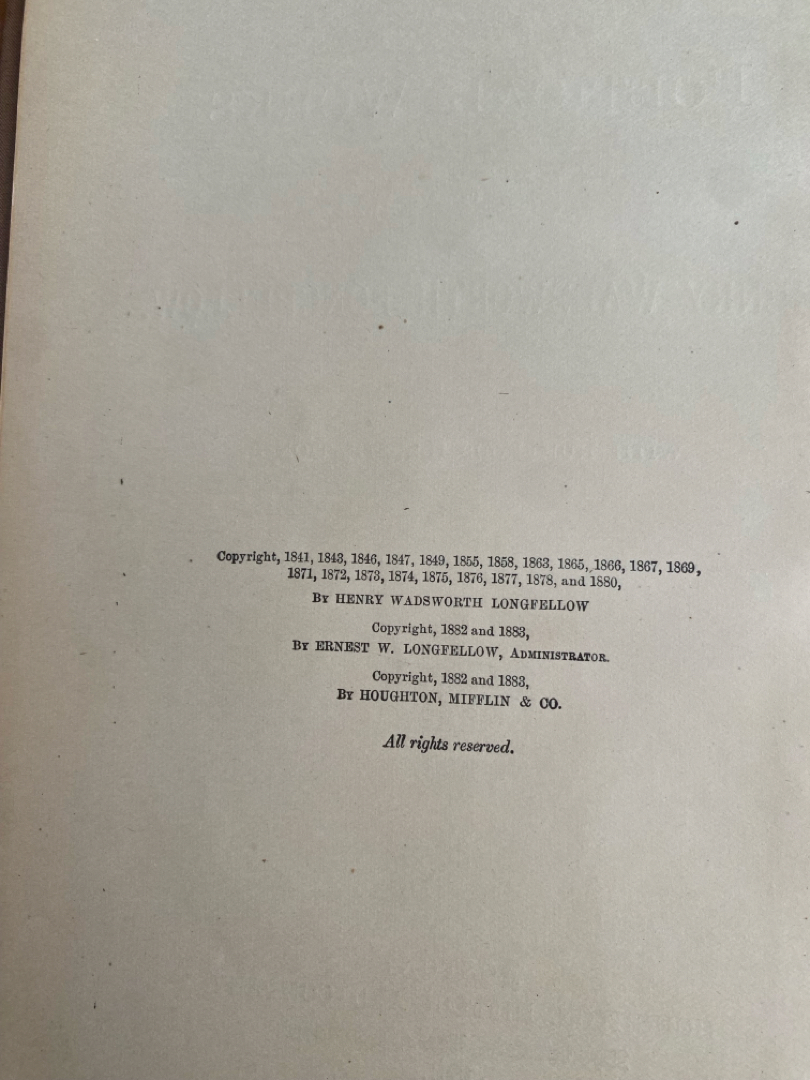 Copyright, 1841, 1843, 1846, 1847, 1849, 1855, 1858, 1863, 1865, 1866, 1867, 1869,
1871, 1872, 1873, 1874, 1875, 1876, 1877, 1878, and 1880,
By HENRY WADSWORTH LONGFELLOW
Copyright, 1882 and 1883,
By ERNEST W. LONGFELLOW, Administrator.
Copyright, 1882 and 1883,
By HOUGHTON, MIFFLIN & CO.
All rights reserved.